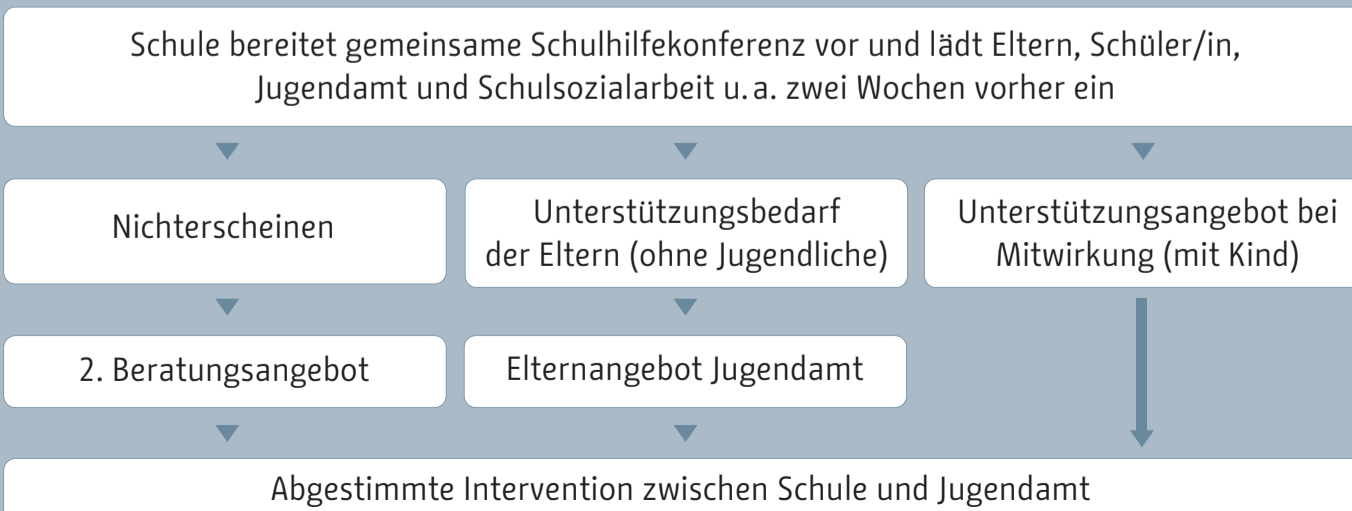 Schule bereitet gemeinsame Schulhilfekonferenz vor und lädt Eltern, Schüler/in,
Jugendamt und Schulsozialarbeit u. a. zwei Wochen vorher ein
Nichterscheinen
Unterstützungsbedarf
der Eltern (ohne Jugendliche)
Unterstützungsangebot bei
Mitwirkung (mit Kind)
2. Beratungsangebot
Elternangebot Jugendamt
Abgestimmte Intervention zwischen Schule und Jugendamt